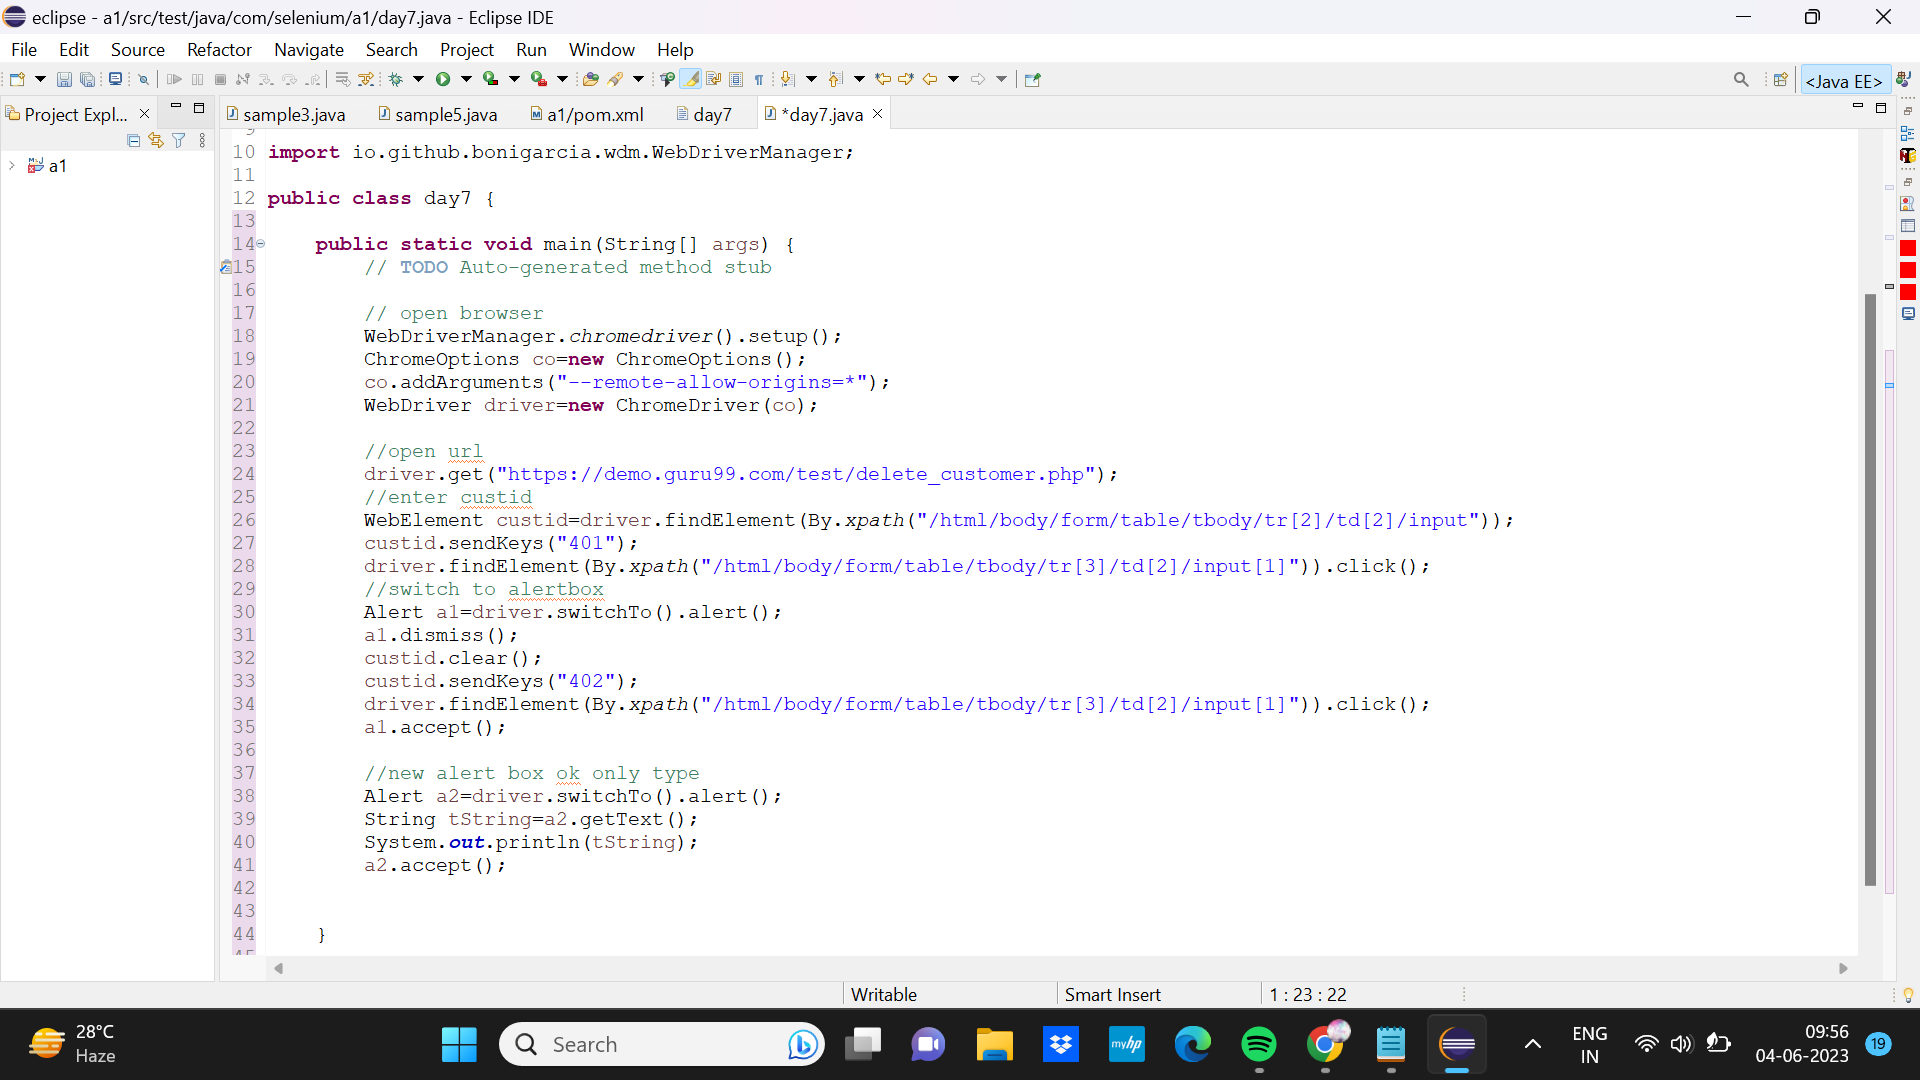 eclipse - a1/src/test/java/com/selenium/a1/day7.java - Eclipse IDE
File Edit Source Refactor Navigate Search Project Run Window Help
<Java EE>
Project Expl...
sample3.java sample5.java a1/pom.xml day7 *day7.java
a1
9
10 import io.github.bonigarcia.wdm.WebDriverManager;
11
12 public class day7 {
13
14 public static void main(String[] args) {
15 // TODO Auto-generated method stub
16
17 // open browser
18 WebDriverManager.chromedriver().setup();
19 ChromeOptions co=new ChromeOptions();
20 co.addArguments("--remote-allow-origins=*");
21 WebDriver driver=new ChromeDriver(co);
22
23 //open url
24 driver.get("https://demo.guru99.com/test/delete_customer.php");
25 //enter custid
26 WebElement custid=driver.findElement(By.xpath("/html/body/form/table/tbody/tr[2]/td[2]/input"));
27 custid.sendKeys("401");
28 driver.findElement(By.xpath("/html/body/form/table/tbody/tr[3]/td[2]/input[1]")).click();
29 //switch to alertbox
30 Alert a1=driver.switchTo().alert();
31 a1.dismiss();
32 custid.clear();
33 custid.sendKeys("402");
34 driver.findElement(By.xpath("/html/body/form/table/tbody/tr[3]/td[2]/input[1]")).click();
35 a1.accept();
36
37 //new alert box ok only type
38 Alert a2=driver.switchTo().alert();
39 String tString=a2.getText();
40 System.out.println(tString);
41 a2.accept();
42
43
44 }
45
Writable Smart Insert 1 : 23 : 22
28°C
Haze
Search
myhp
ENG
IN
09:56
04-06-2023
19